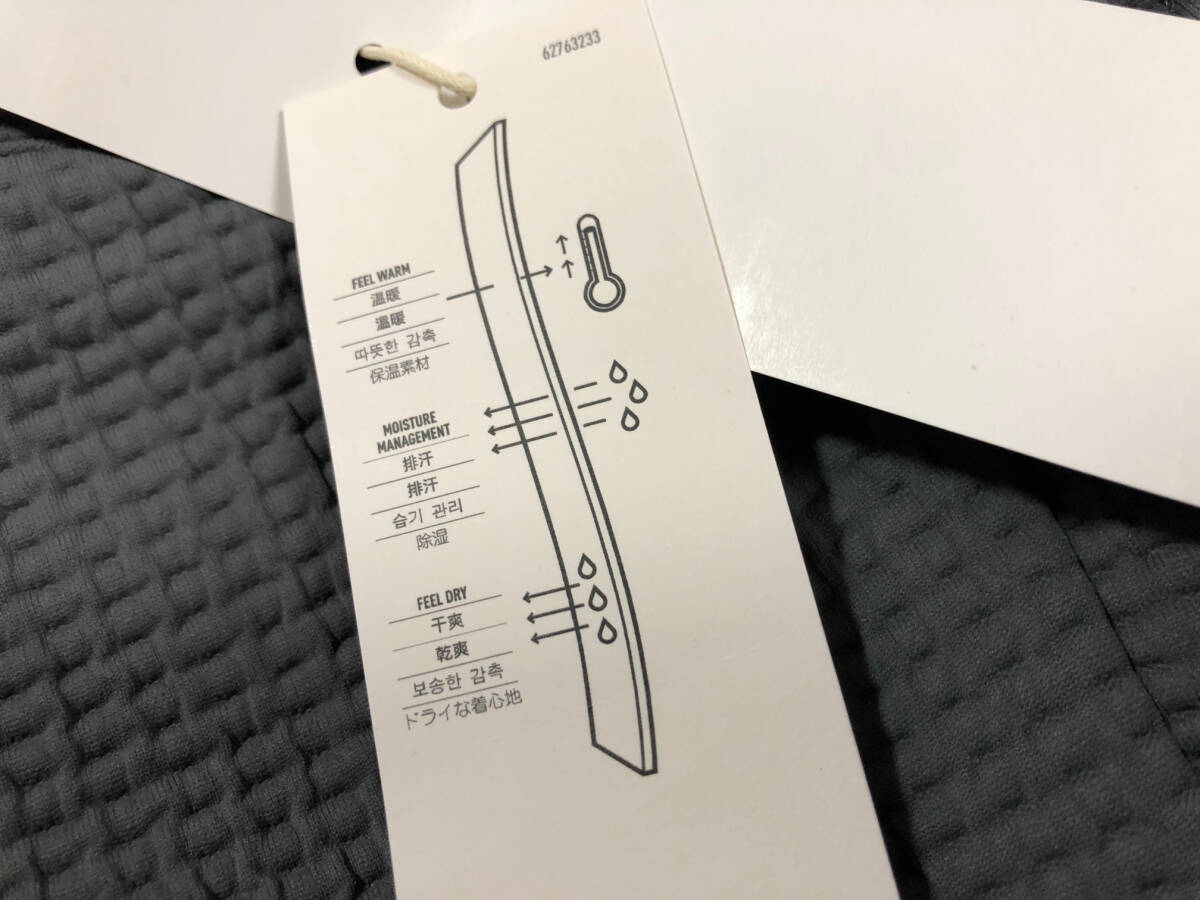 62763233
FEEL WARM
温暖
溫暖
따뜻한 감촉
保温素材
MOISTURE
MANAGEMENT
排汗
排汗
습기 관리
除湿
FEEL DRY
干爽
乾爽
보송한 감촉
ドライな着心地